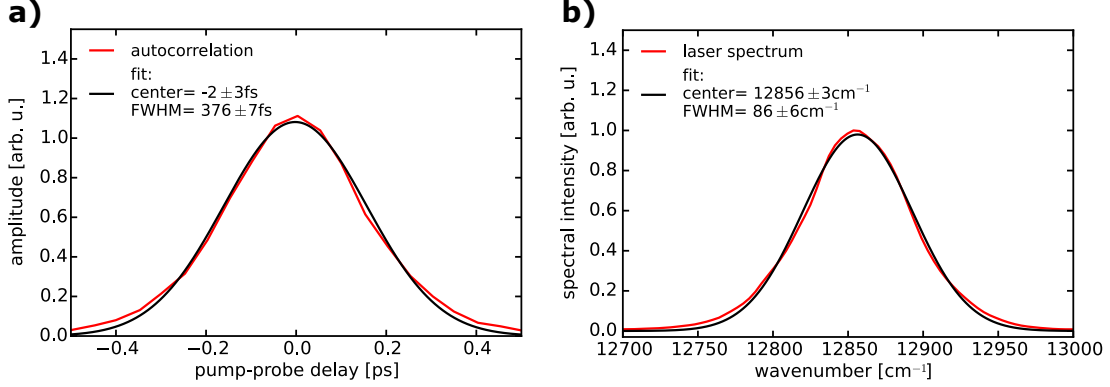 a)
1.4
1.2
1.0
0.8
0.6
0.4
0.2
0.0
amplitude [arb. u.]
autocorrelation
fit:
center= -2±3fs
FWHM= 376±7fs
−0.4 −0.2 0.0 0.2 0.4
pump-probe delay [ps]
b)
1.4
1.2
1.0
0.8
0.6
0.4
0.2
0.0
spectral intensity [arb. u.]
laser spectrum
fit:
center= 12856±3cm⁻¹
FWHM= 86±6cm⁻¹
12700 12750 12800 12850 12900 12950 13000
wavenumber [cm⁻¹]